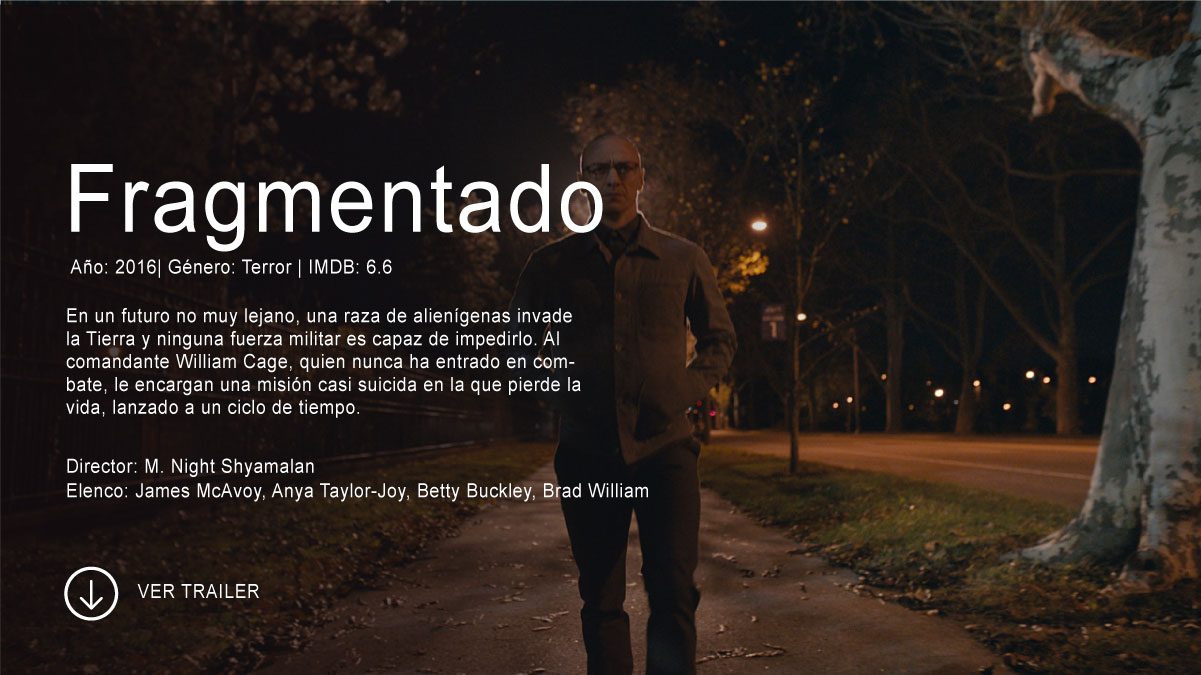 Fragmentado
Año: 2016| Género: Terror | IMDB: 6.6
En un futuro no muy lejano, una raza de alienígenas invade
la Tierra y ninguna fuerza militar es capaz de impedirlo. Al
comandante William Cage, quien nunca ha entrado en com-
bate, le encargan una misión casi suicida en la que pierde la
vida, lanzado a un ciclo de tiempo.
Director: M. Night Shyamalan
Elenco: James McAvoy, Anya Taylor-Joy, Betty Buckley, Brad William
VER TRAILER
1